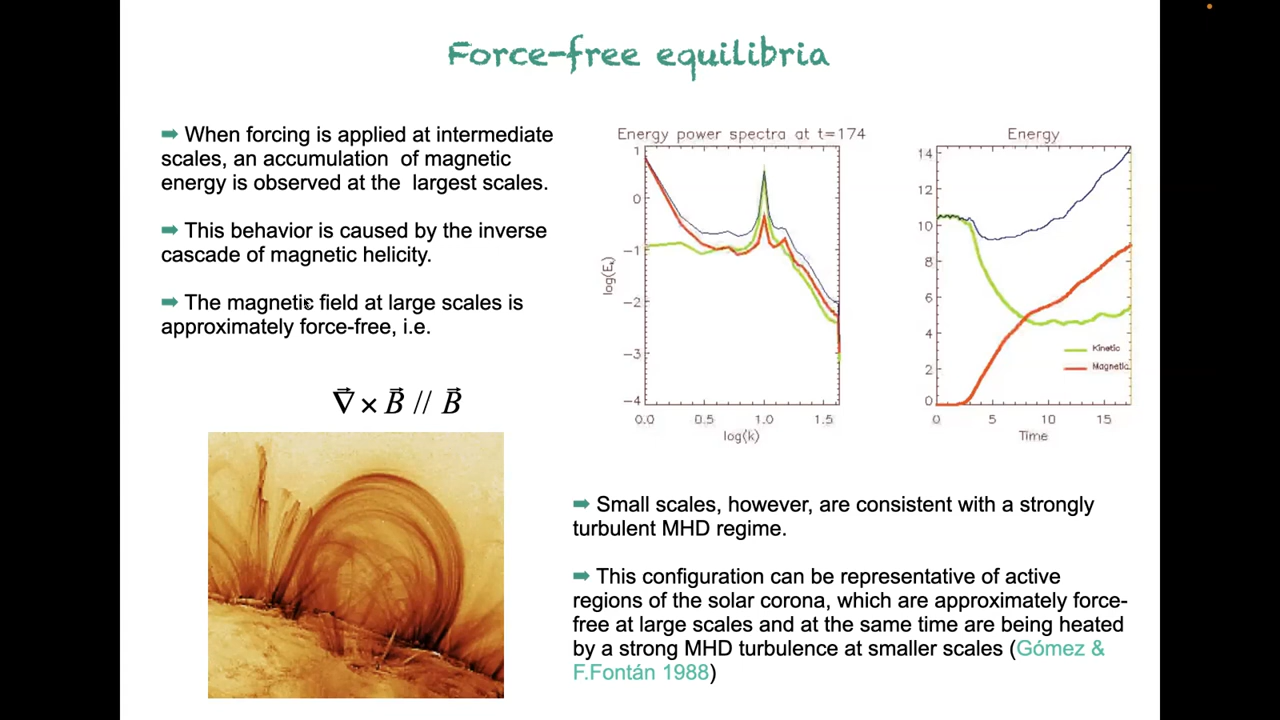 Force-free equilibria
➡ When forcing is applied at intermediate
scales, an accumulation of magnetic
energy is observed at the largest scales.
➡ This behavior is caused by the inverse
cascade of magnetic helicity.
➡ The magnetic field at large scales is
approximately force-free, i.e.
∇⃗ × B⃗ // B⃗
Energy power spectra at t=174
1
0
−1
−2
−3
−4
log(Eₖ)
0.0 0.5 1.0 1.5
log(k)
Energy
14
12
10
8
6
4
2
0
Kinetic
Magnetic
0 5 10 15
Time
➡ Small scales, however, are consistent with a strongly
turbulent MHD regime.
➡ This configuration can be representative of active
regions of the solar corona, which are approximately force-
free at large scales and at the same time are being heated
by a strong MHD turbulence at smaller scales (Gómez &
F.Fontán 1988)